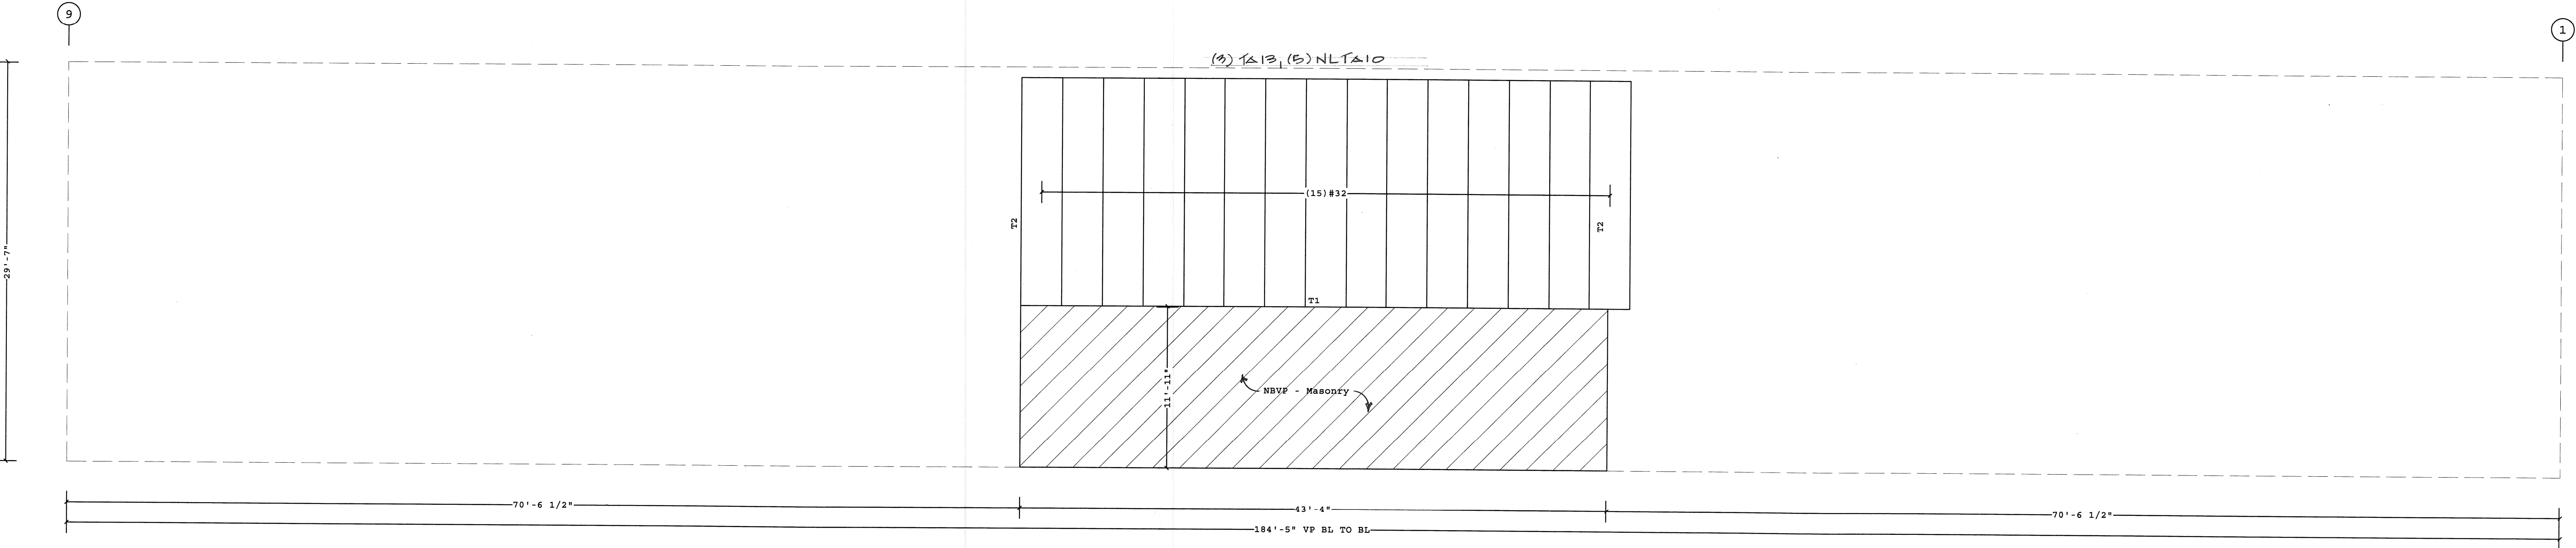 9
1
(3) TA13, (5) NLTA10
(15)#32
T2
T2
29'-7"
T1
11'-11"
NBVP - Masonry
70'-6 1/2"
43'-4"
70'-6 1/2"
184'-5" VP BL TO BL